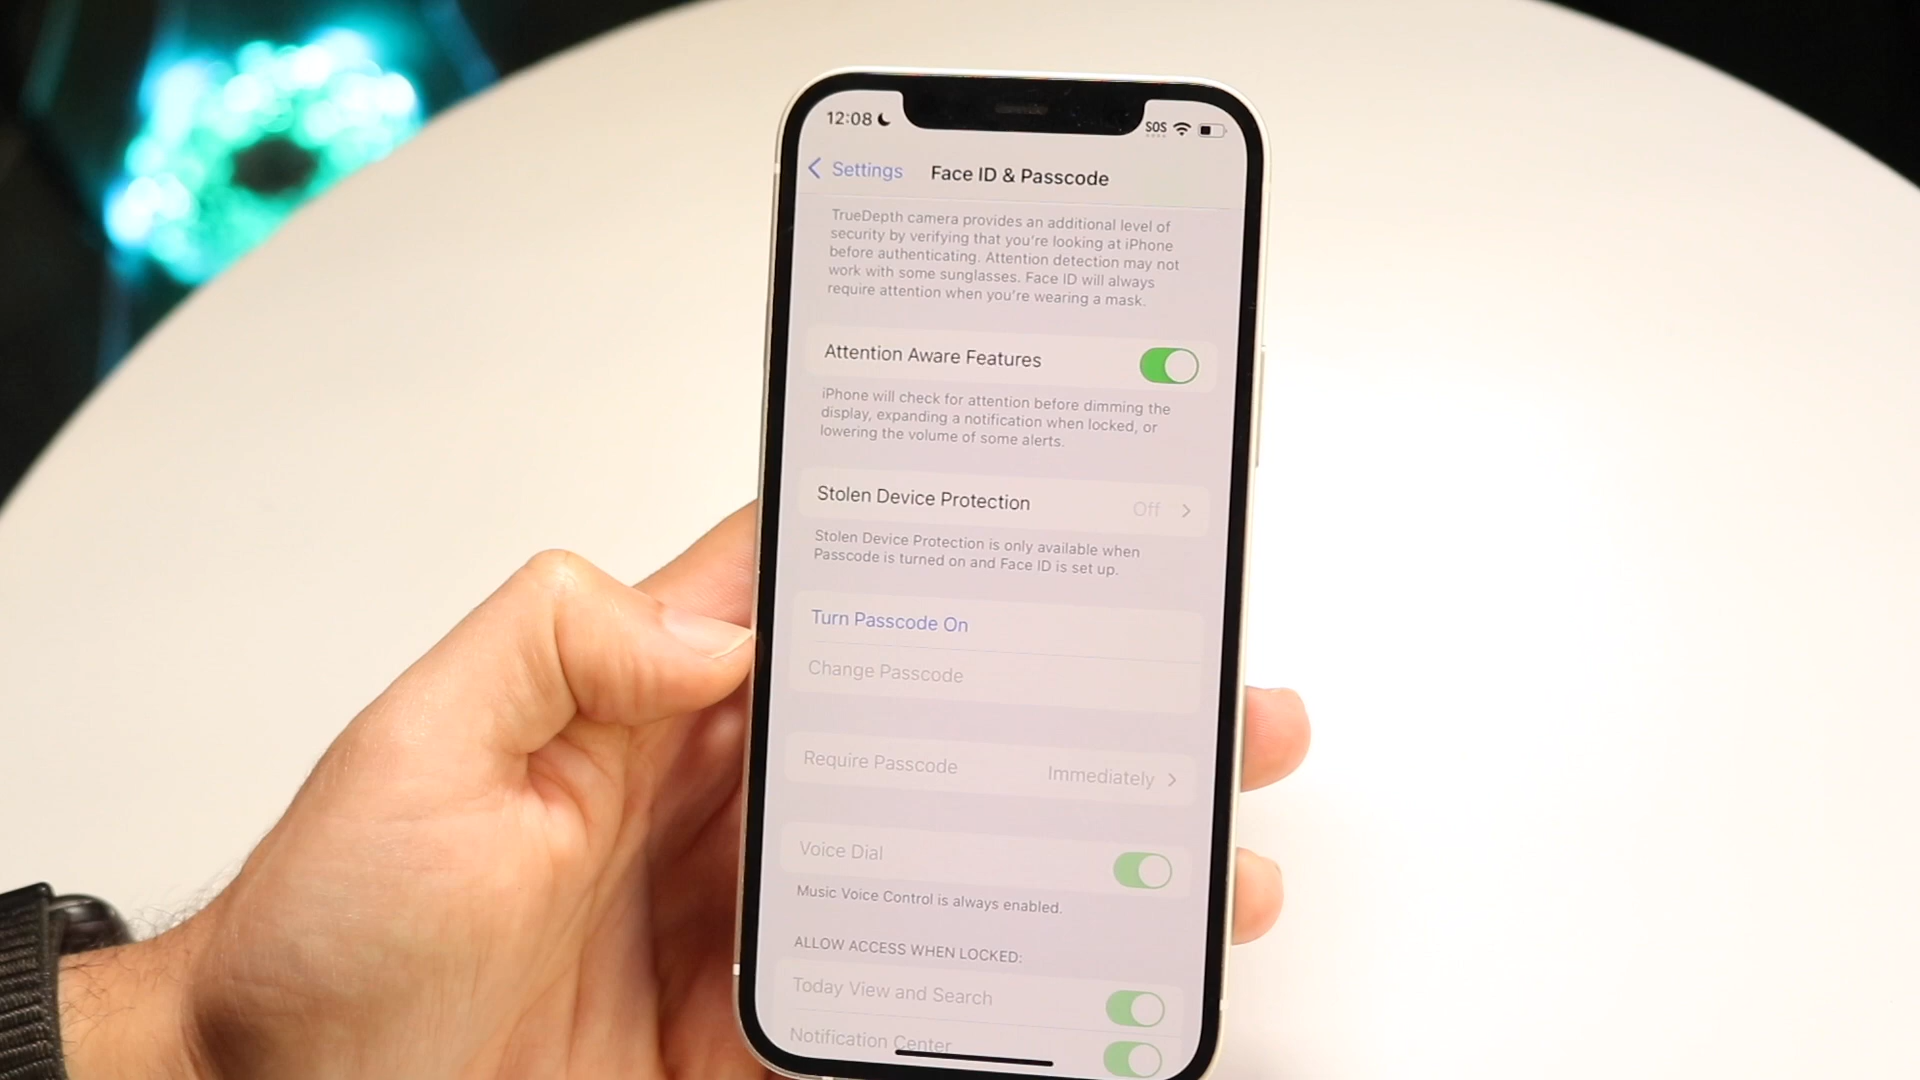 12:08
SOS
Settings
Face ID & Passcode
TrueDepth camera provides an additional level of
security by verifying that you're looking at iPhone
before authenticating. Attention detection may not
work with some sunglasses. Face ID will always
require attention when you're wearing a mask.
Attention Aware Features
iPhone will check for attention before dimming the
display, expanding a notification when locked, or
lowering the volume of some alerts.
Stolen Device Protection Off
Stolen Device Protection is only available when
Passcode is turned on and Face ID is set up.
Turn Passcode On
Change Passcode
Require Passcode Immediately
Voice Dial
Music Voice Control is always enabled.
ALLOW ACCESS WHEN LOCKED:
Today View and Search
Notification Center